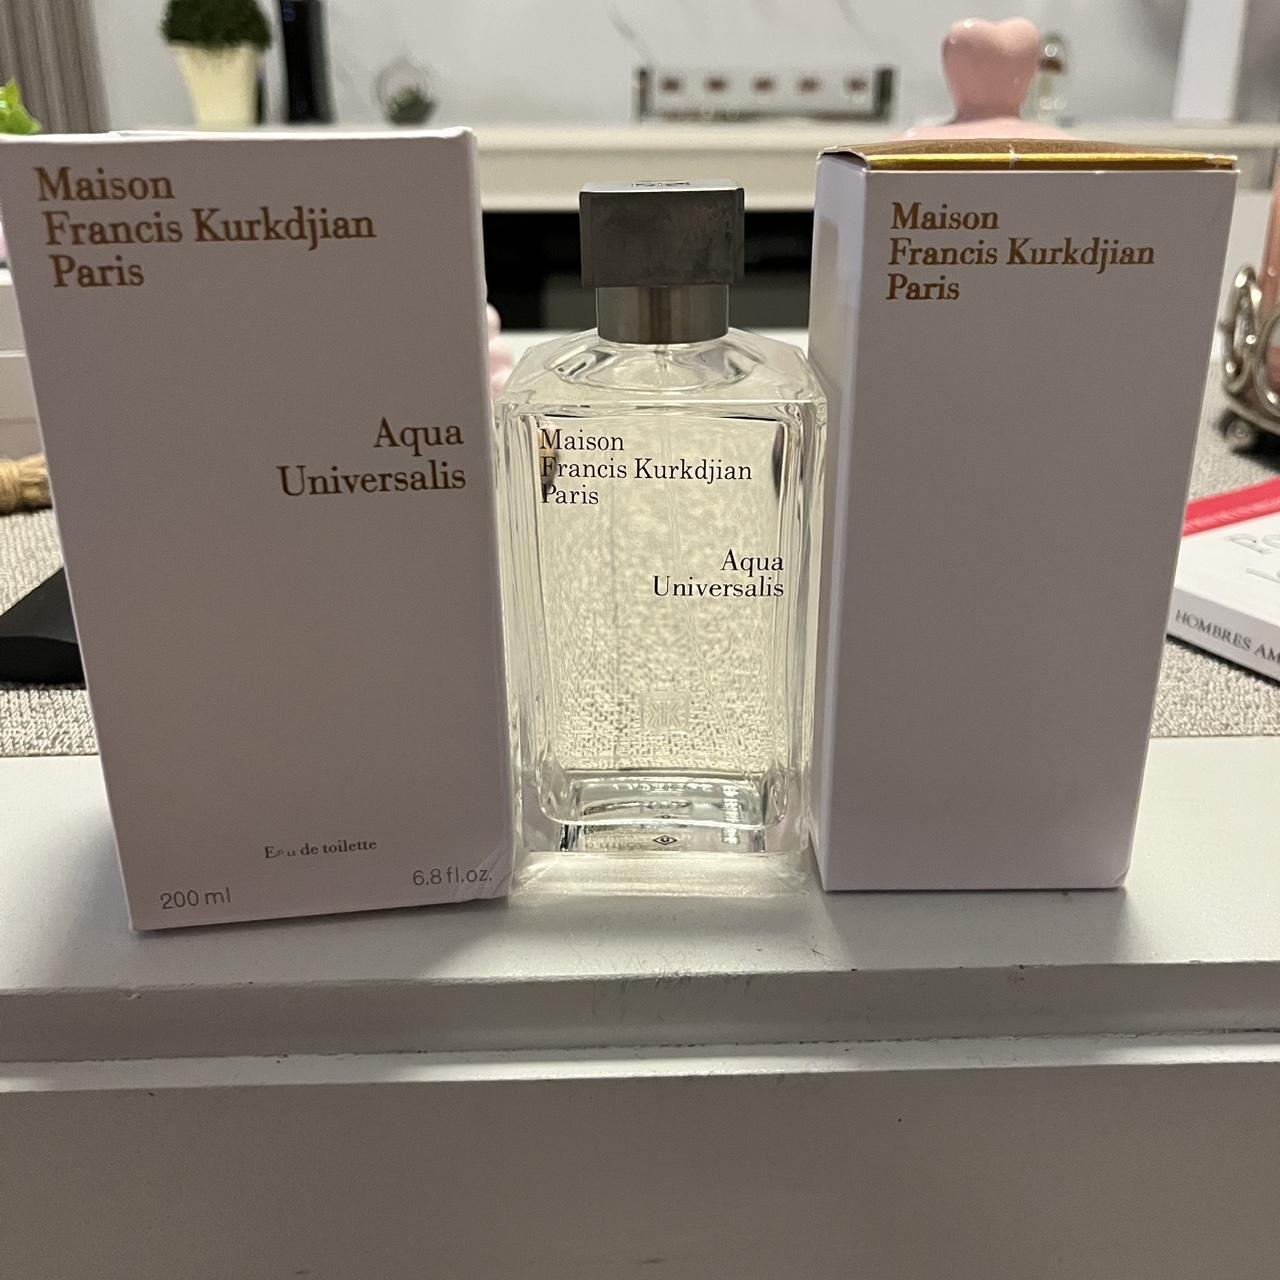 Maison
Francis Kurkdjian
Paris
Aqua
Universalis
Eau de toilette
200 ml
6.8 fl.oz.
Maison
Francis Kurkdjian
Paris
Aqua
Universalis
Maison
Francis Kurkdjian
Paris
HOMBRES